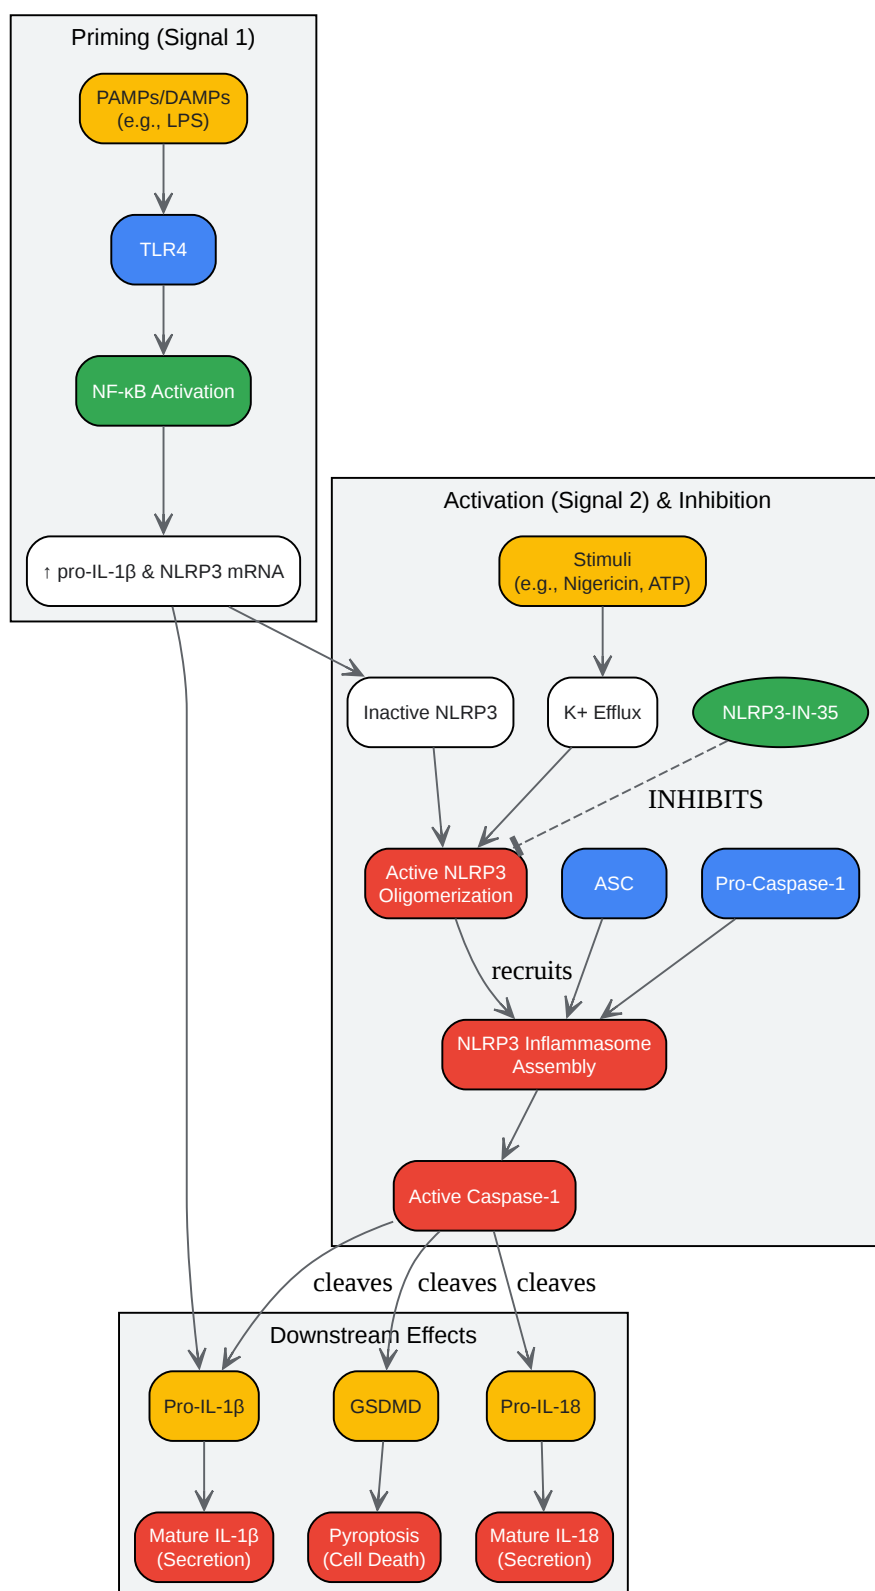 Priming (Signal 1)
PAMPs/DAMPs
(e.g., LPS)
TLR4
NF-κB Activation
↑ pro-IL-1β & NLRP3 mRNA
Activation (Signal 2) & Inhibition
Stimuli
(e.g., Nigericin, ATP)
Inactive NLRP3
K+ Efflux
NLRP3-IN-35
INHIBITS
Active NLRP3
Oligomerization
ASC
Pro-Caspase-1
recruits
NLRP3 Inflammasome
Assembly
Active Caspase-1
cleaves
cleaves
cleaves
Downstream Effects
Pro-IL-1β
GSDMD
Pro-IL-18
Mature IL-1β
(Secretion)
Pyroptosis
(Cell Death)
Mature IL-18
(Secretion)